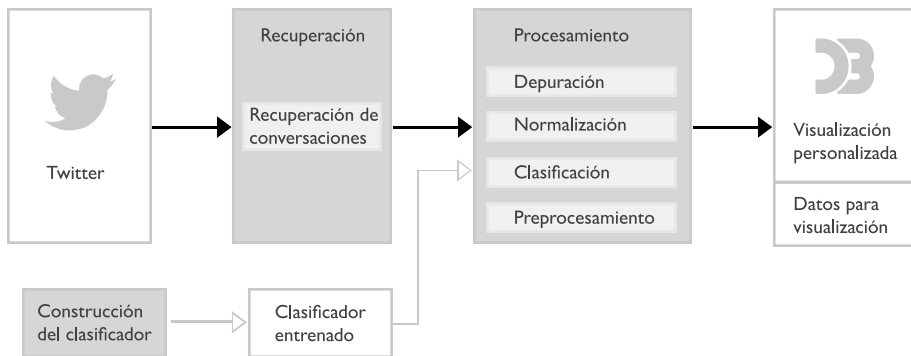 Twitter
Recuperación
Recuperación de
conversaciones
Procesamiento
Depuración
Normalización
Clasificación
Preprocesamiento
Visualización
personalizada
Datos para
visualización
Construcción
del clasificador
Clasificador
entrenado